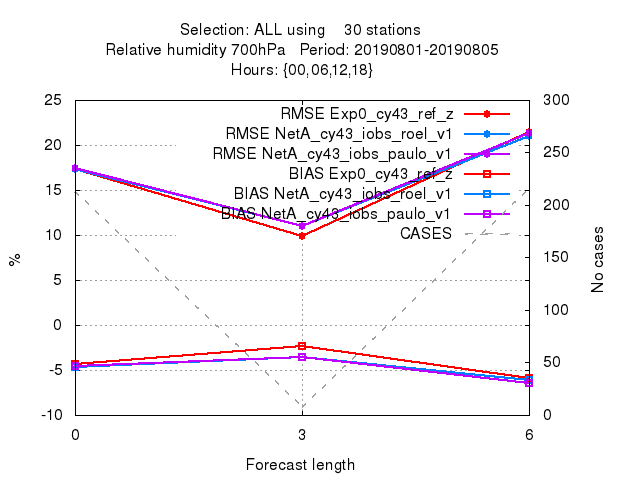 Selection: ALL using 30 stations
Relative humidity 700hPa Period: 20190801-20190805
Hours: {00,06,12,18}
25
20
15
10
5
0
-5
-10
%
300
250
200
150
100
50
0
No cases
RMSE Exp0_cy43_ref_z
RMSE NetA_cy43_iobs_roel_v1
RMSE NetA_cy43_iobs_paulo_v1
BIAS Exp0_cy43_ref_z
BIAS NetA_cy43_iobs_roel_v1
BIAS NetA_cy43_iobs_paulo_v1
CASES
0 3 6
Forecast length